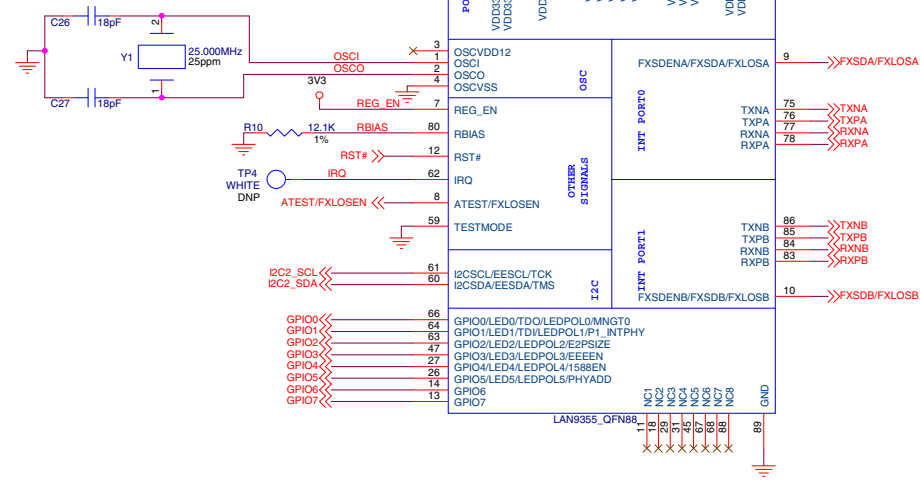 PO
VDD33
VDD33
VDD
C26
18pF
2
Y1
25.000MHz
25ppm
1
C27
18pF
OSCI
OSCO
3V3
REG_EN
R10
12.1K
1%
RBIAS
RST#
TP4
WHITE
DNP
IRQ
ATEST/FXLOSEN
3
OSCVDD12
1
OSCI
2
OSCO
4
OSCVSS
OSC
7
REG_EN
80
RBIAS
12
RST#
62
IRQ
8
ATEST/FXLOSEN
59
TESTMODE
OTHER
SIGNALS
I2C2_SCL
61
I2CSCL/EESCL/TCK
I2C2_SDA
60
I2CSDA/EESDA/TMS
I2C
GPIO0
66
GPIO0/LED0/TDO/LEDPOL0/MNGT0
GPIO1
64
GPIO1/LED1/TDI/LEDPOL1/P1_INTPHY
GPIO2
63
GPIO2/LED2/LEDPOL2/E2PSIZE
GPIO3
47
GPIO3/LED3/LEDPOL3/EEEEN
GPIO4
27
GPIO4/LED4/LEDPOL4/1588EN
GPIO5
26
GPIO5/LED5/LEDPOL5/PHYADD
GPIO6
14
GPIO6
GPIO7
13
GPIO7
INT PORT0
FXSDENA/FXSDA/FXLOSA
9
FXSDA/FXLOSA
TXNA
75
TXNA
TXPA
76
TXPA
RXNA
77
RXNA
RXPA
78
RXPA
INT PORT1
TXNB
86
TXNB
TXPB
85
TXPB
RXNB
84
RXNB
RXPB
83
RXPB
FXSDENB/FXSDB/FXLOSB
10
FXSDB/FXLOSB
LAN9355_QFN88
NC1
NC2
NC3
NC4
NC5
NC6
NC7
NC8
GND
11
18
29
31
45
67
68
88
89